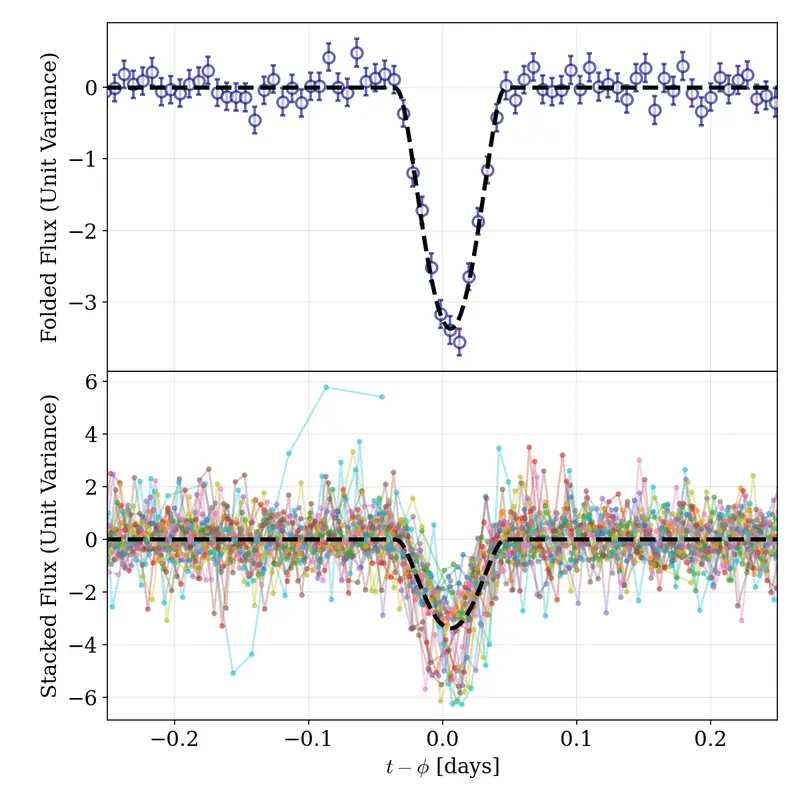 Folded Flux (Unit Variance)
0
−1
−2
−3
Stacked Flux (Unit Variance)
6
4
2
0
−2
−4
−6
−0.2 −0.1 0.0 0.1 0.2
t − ϕ [days]